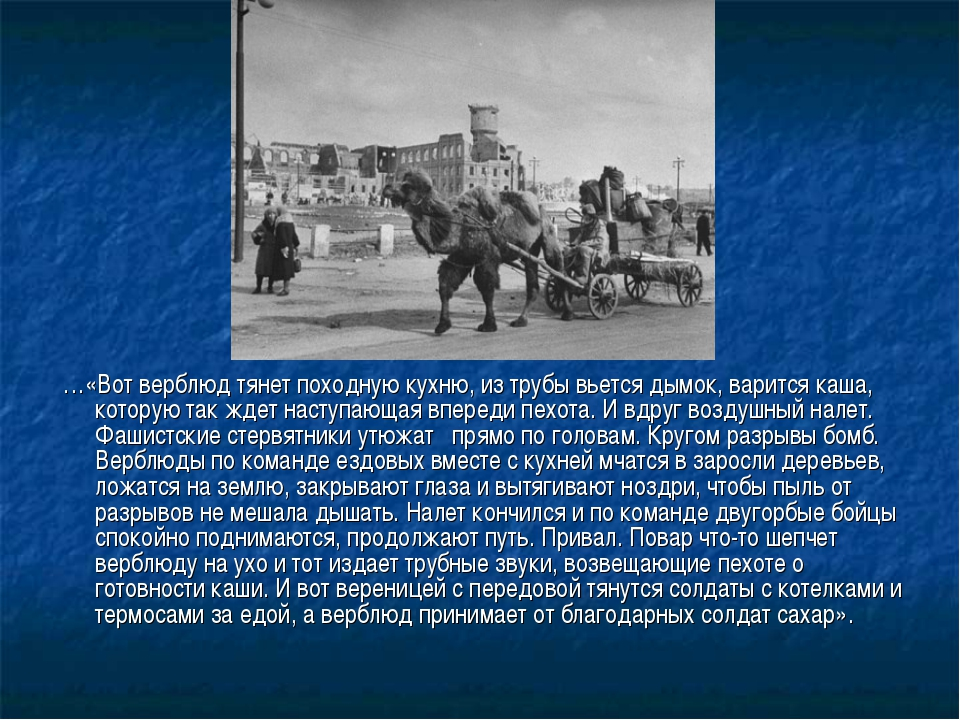 …«Вот верблюд тянет походную кухню, из трубы вьется дымок, варится каша,
которую так ждет наступающая впереди пехота. И вдруг воздушный налет.
Фашистские стервятники утюжат   прямо по головам. Кругом разрывы бомб.
Верблюды по команде ездовых вместе с кухней мчатся в заросли деревьев,
ложатся на землю, закрывают глаза и вытягивают ноздри, чтобы пыль от
разрывов не мешала дышать. Налет кончился и по команде двугорбые бойцы
спокойно поднимаются, продолжают путь. Привал. Повар что-то шепчет
верблюду на ухо и тот издает трубные звуки, возвещающие пехоте о
готовности каши. И вот вереницей с передовой тянутся солдаты с котелками и
термосами за едой, а верблюд принимает от благодарных солдат сахар».